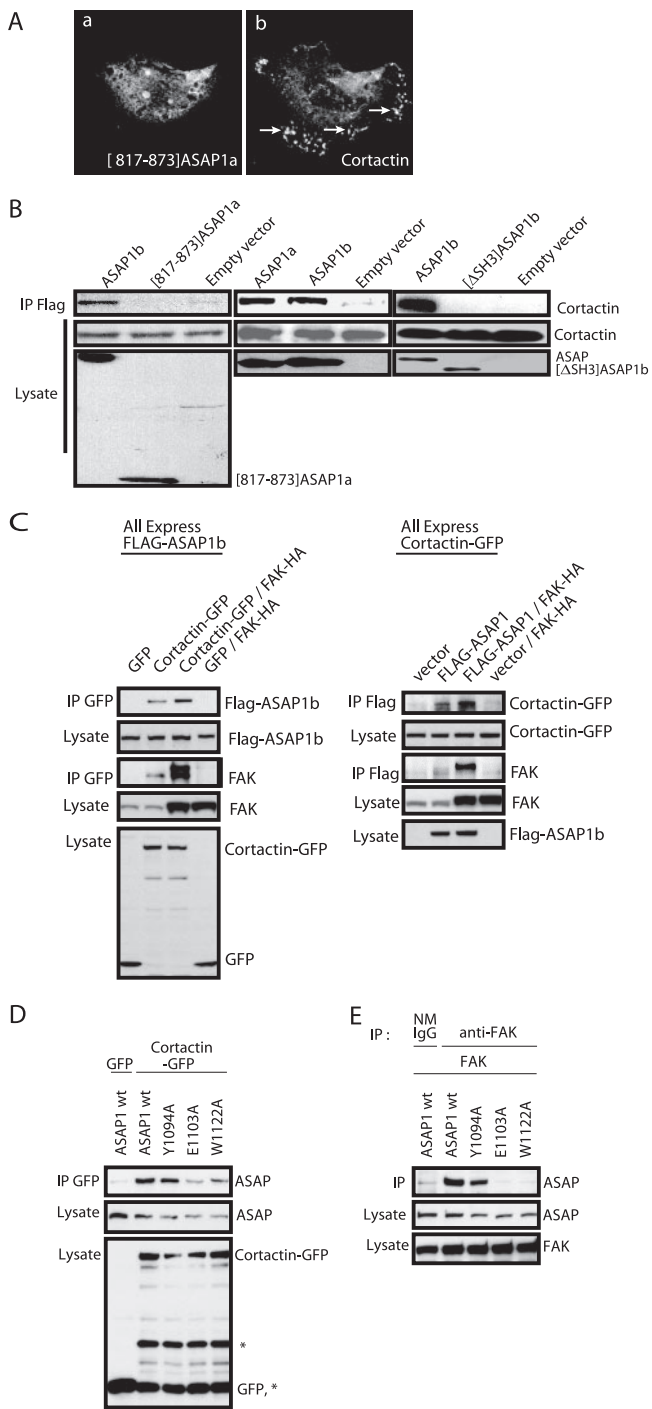 A
a
b
[ 817-873]ASAP1a
Cortactin
B
ASAP1b
[817-873]ASAP1a
Empty vector
ASAP1a
ASAP1b
Empty vector
ASAP1b
[ΔSH3]ASAP1b
Empty vector
IP Flag
Cortactin
Cortactin
Lysate
ASAP
[ΔSH3]ASAP1b
[817-873]ASAP1a
C
All Express
FLAG-ASAP1b
GFP
Cortactin-GFP
Cortactin-GFP / FAK-HA
GFP / FAK-HA
IP GFP
Flag-ASAP1b
Lysate
Flag-ASAP1b
IP GFP
FAK
Lysate
FAK
Lysate
Cortactin-GFP
GFP
All Express
Cortactin-GFP
vector
FLAG-ASAP1
FLAG-ASAP1 / FAK-HA
vector / FAK-HA
IP Flag
Cortactin-GFP
Lysate
Cortactin-GFP
IP Flag
FAK
Lysate
FAK
Lysate
Flag-ASAP1b
D
GFP
Cortactin
-GFP
ASAP1 wt
ASAP1 wt
Y1094A
E1103A
W1122A
IP GFP
ASAP
Lysate
ASAP
Lysate
Cortactin-GFP
*
GFP, *
E
IP :
NM
IgG
anti-FAK
FAK
ASAP1 wt
ASAP1 wt
Y1094A
E1103A
W1122A
IP
ASAP
Lysate
ASAP
Lysate
FAK